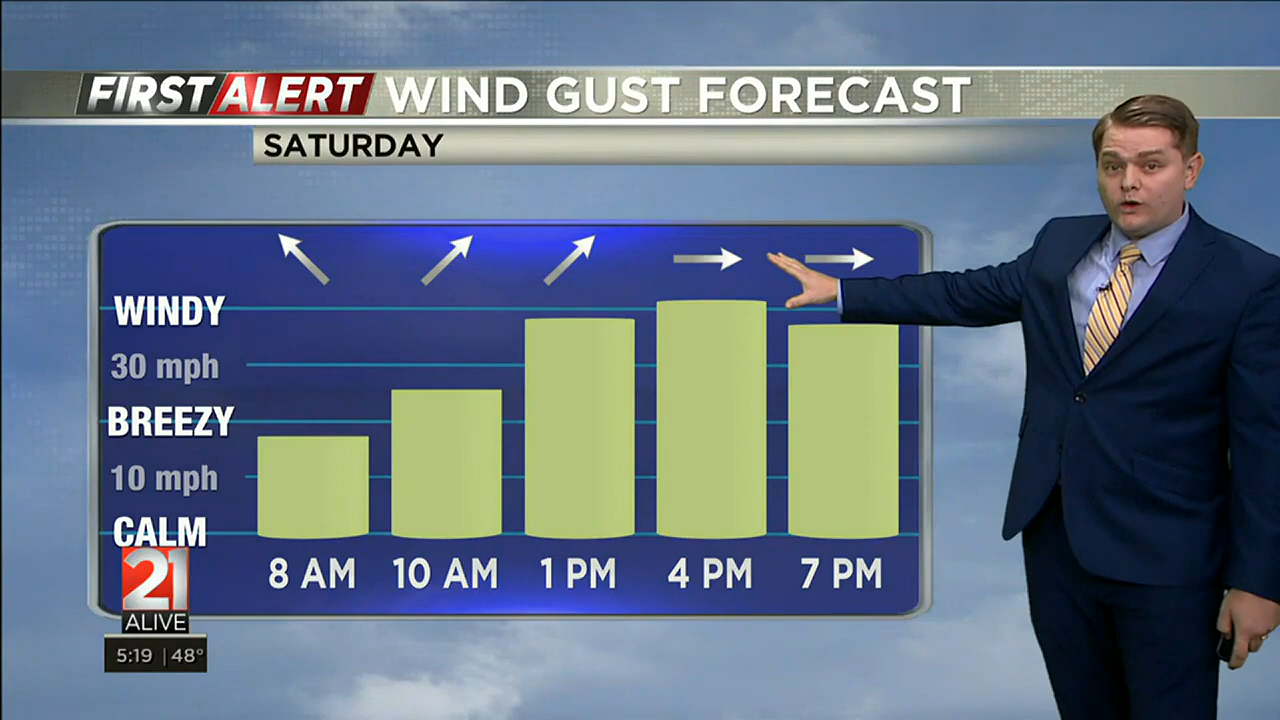 FIRST ALERT WIND GUST FORECAST
SATURDAY
WINDY
30 mph
BREEZY
10 mph
CALM
8 AM 10 AM 1 PM 4 PM 7 PM
21
ALIVE
5:19 | 48°